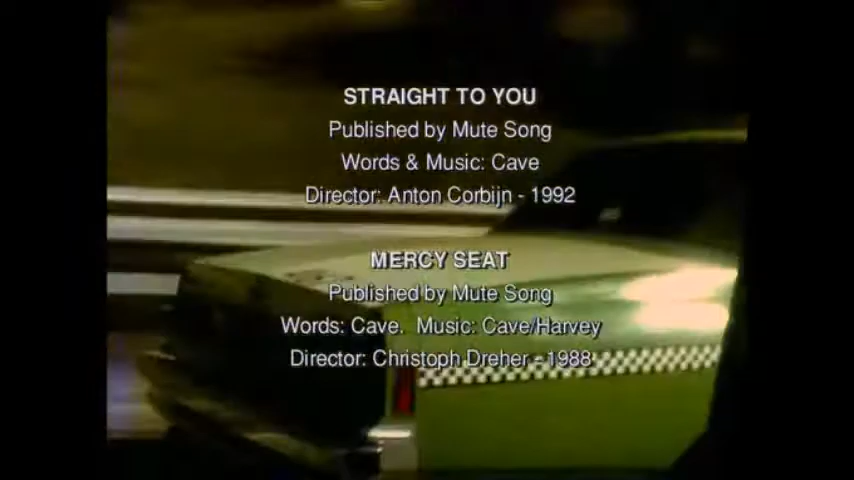 STRAIGHT TO YOU
Published by Mute Song
Words & Music: Cave
Director: Anton Corbijn - 1992
MERCY SEAT
Published by Mute Song
Words: Cave. Music: Cave/Harvey
Director: Christoph Dreher - 1988